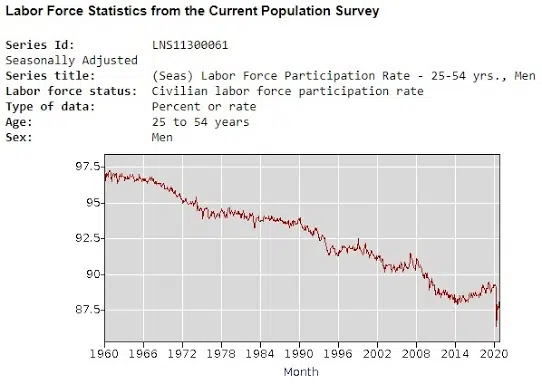 Labor Force Statistics from the Current Population Survey
Series Id: LNS11300061
Seasonally Adjusted
Series title: (Seas) Labor Force Participation Rate - 25-54 yrs., Men
Labor force status: Civilian labor force participation rate
Type of data: Percent or rate
Age: 25 to 54 years
Sex: Men
97.5
95
92.5
90
87.5
1960 1966 1972 1978 1984 1990 1996 2002 2008 2014 2020
Month